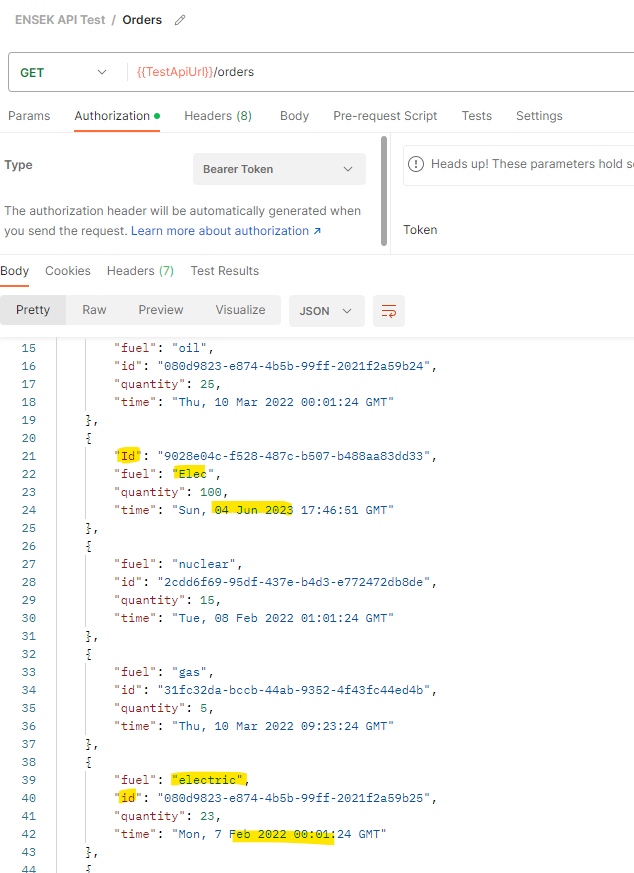 ENSEK API Test / Orders
GET {{TestApiUrl}}/orders
Params Authorization Headers (8) Body Pre-request Script Tests Settings
Type Bearer Token Heads up! These parameters hold
The authorization header will be automatically generated when
you send the request. Learn more about authorization ↗
Token
Body Cookies Headers (7) Test Results
Pretty Raw Preview Visualize JSON
15 "fuel": "oil",
16 "id": "080d9823-e874-4b5b-99ff-2021f2a59b24",
17 "quantity": 25,
18 "time": "Thu, 10 Mar 2022 00:01:24 GMT"
19 },
20 {
21 "Id": "9028e04c-f528-487c-b507-b488aa83dd33",
22 "fuel": "Elec",
23 "quantity": 100,
24 "time": "Sun, 04 Jun 2023 17:46:51 GMT"
25 },
26 {
27 "fuel": "nuclear",
28 "id": "2cdd6f69-95df-437e-b4d3-e772472db8de",
29 "quantity": 15,
30 "time": "Tue, 08 Feb 2022 01:01:24 GMT"
31 },
32 {
33 "fuel": "gas",
34 "id": "31fc32da-bccb-44ab-9352-4f43fc44ed4b",
35 "quantity": 5,
36 "time": "Thu, 10 Mar 2022 09:23:24 GMT"
37 },
38 {
39 "fuel": "electric",
40 "id": "080d9823-e874-4b5b-99ff-2021f2a59b25",
41 "quantity": 23,
42 "time": "Mon, 7 Feb 2022 00:01:24 GMT"
43 },
44 {